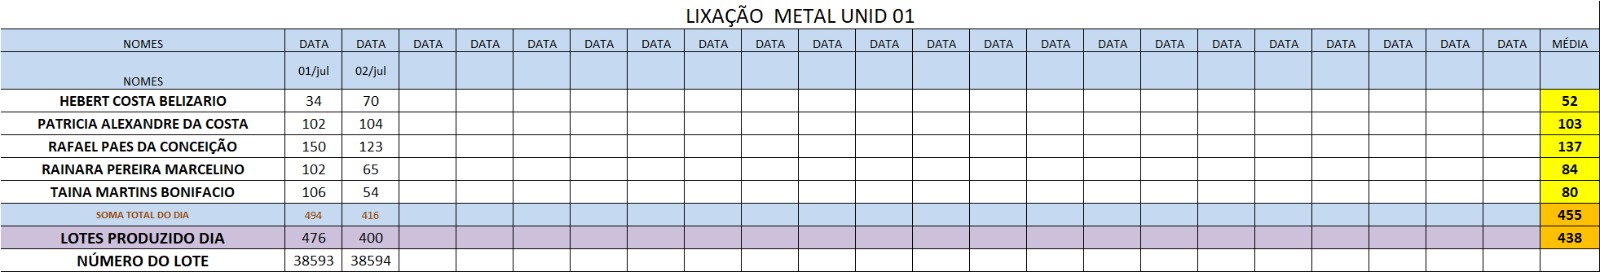 LIXAÇÃO METAL UNID 01
NOMES DATA DATA DATA DATA DATA DATA DATA DATA DATA DATA DATA DATA DATA DATA DATA DATA DATA DATA DATA DATA DATA DATA MÉDIA
NOMES 01/jul 02/jul
HEBERT COSTA BELIZARIO 34 70 52
PATRICIA ALEXANDRE DA COSTA 102 104 103
RAFAEL PAES DA CONCEIÇÃO 150 123 137
RAINARA PEREIRA MARCELINO 102 65 84
TAINA MARTINS BONIFACIO 106 54 80
SOMA TOTAL DO DIA 494 416 455
LOTES PRODUZIDO DIA 476 400 438
NÚMERO DO LOTE 38593 38594